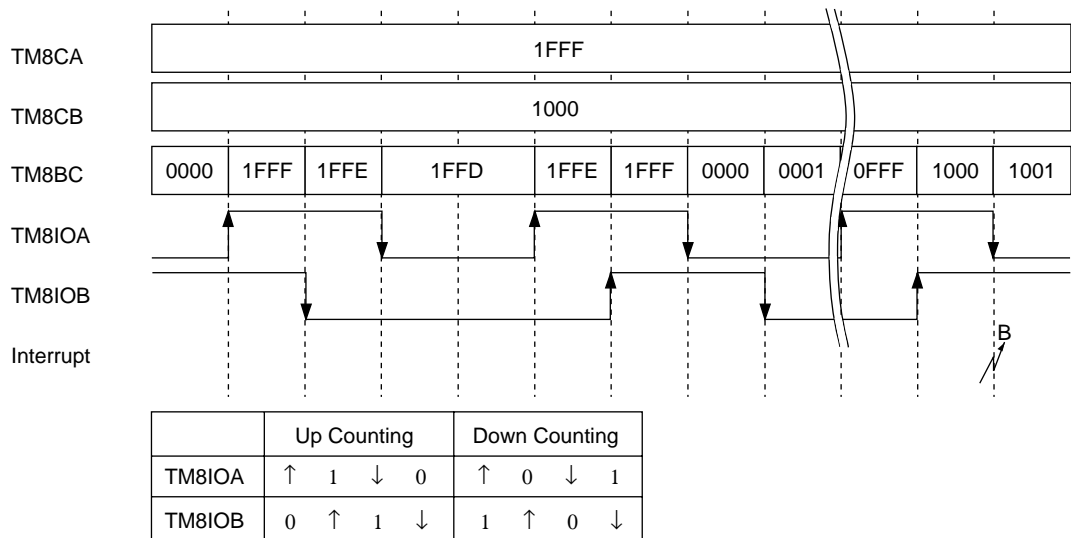 TM8CA 1FFF
TM8CB 1000
TM8BC 0000 1FFF 1FFE 1FFD 1FFE 1FFF 0000 0001 0FFF 1000 1001
TM8IOA
TM8IOB
Interrupt B
Up Counting Down Counting
TM8IOA ↑ 1 ↓ 0 ↑ 0 ↓ 1
TM8IOB 0 ↑ 1 ↓ 1 ↑ 0 ↓